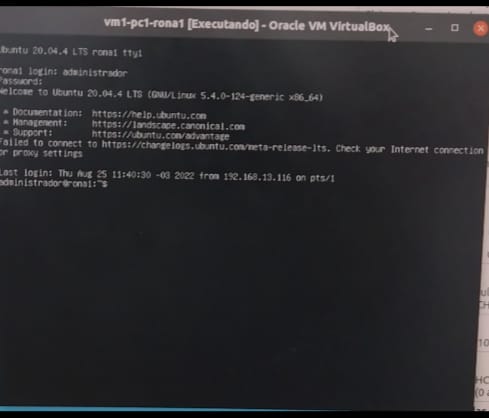 vm1-pc1-rona1 [Executando] - Oracle VM VirtualBox
Ubuntu 20.04.4 LTS rona1 tty1
rona1 login: administrador
Password:
Welcome to Ubuntu 20.04.4 LTS (GNU/Linux 5.4.0-124-generic x86_64)
* Documentation: https://help.ubuntu.com
* Management: https://landscape.canonical.com
* Support: https://ubuntu.com/advantage
Failed to connect to https://changelogs.ubuntu.com/meta-release-lts. Check your Internet connection
or proxy settings
Last login: Thu Aug 25 11:40:30 -03 2022 from 192.168.13.116 on pts/1
administrador@rona1:~$